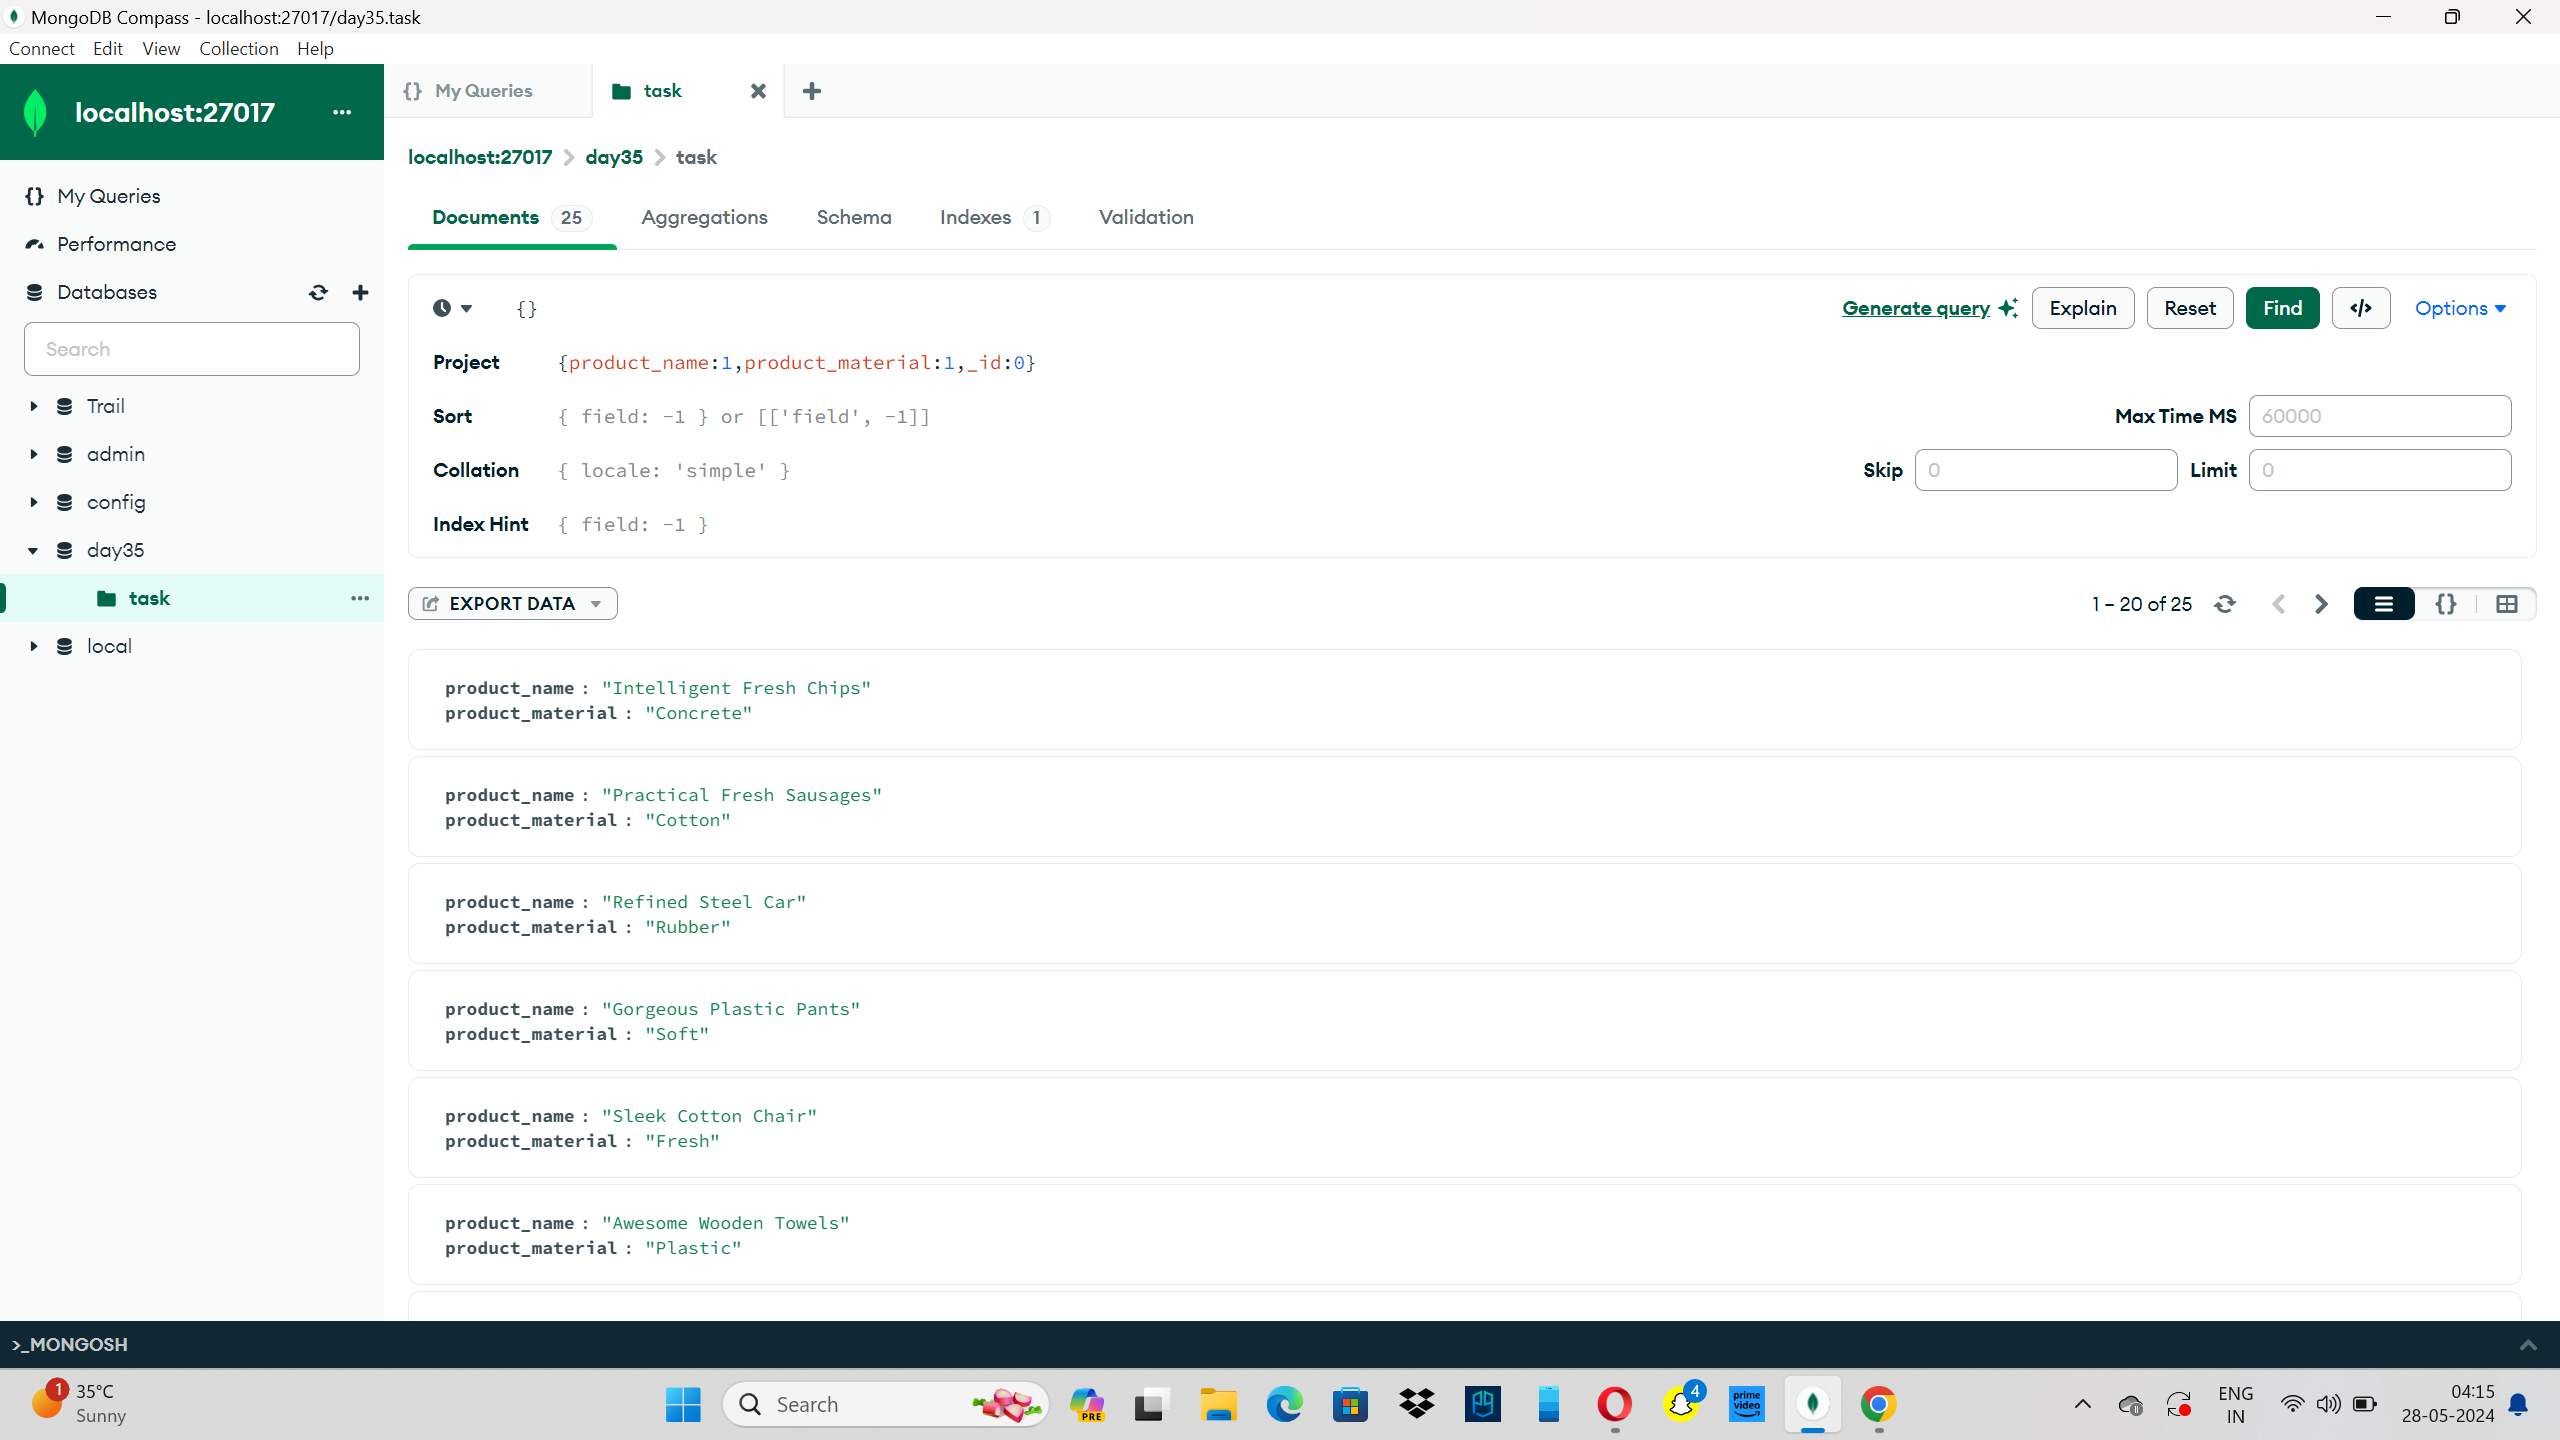 MongoDB Compass - localhost:27017/day35.task
Connect Edit View Collection Help
localhost:27017 ...
{} My Queries
task
{} My Queries
Performance
Databases
Search
Trail
admin
config
day35
task ...
local
localhost:27017 > day35 > task
Documents 25 Aggregations Schema Indexes 1 Validation
{} Generate query Explain Reset Find </> Options
Project {product_name:1,product_material:1,_id:0}
Sort { field: -1 } or [['field', -1]] Max Time MS 60000
Collation { locale: 'simple' } Skip 0 Limit 0
Index Hint { field: -1 }
EXPORT DATA 1 – 20 of 25 {}
product_name : "Intelligent Fresh Chips"
product_material : "Concrete"
product_name : "Practical Fresh Sausages"
product_material : "Cotton"
product_name : "Refined Steel Car"
product_material : "Rubber"
product_name : "Gorgeous Plastic Pants"
product_material : "Soft"
product_name : "Sleek Cotton Chair"
product_material : "Fresh"
product_name : "Awesome Wooden Towels"
product_material : "Plastic"
>_MONGOSH
1 35°C
Sunny
Search
PRE
4
prime video
ENG
IN
04:15
28-05-2024